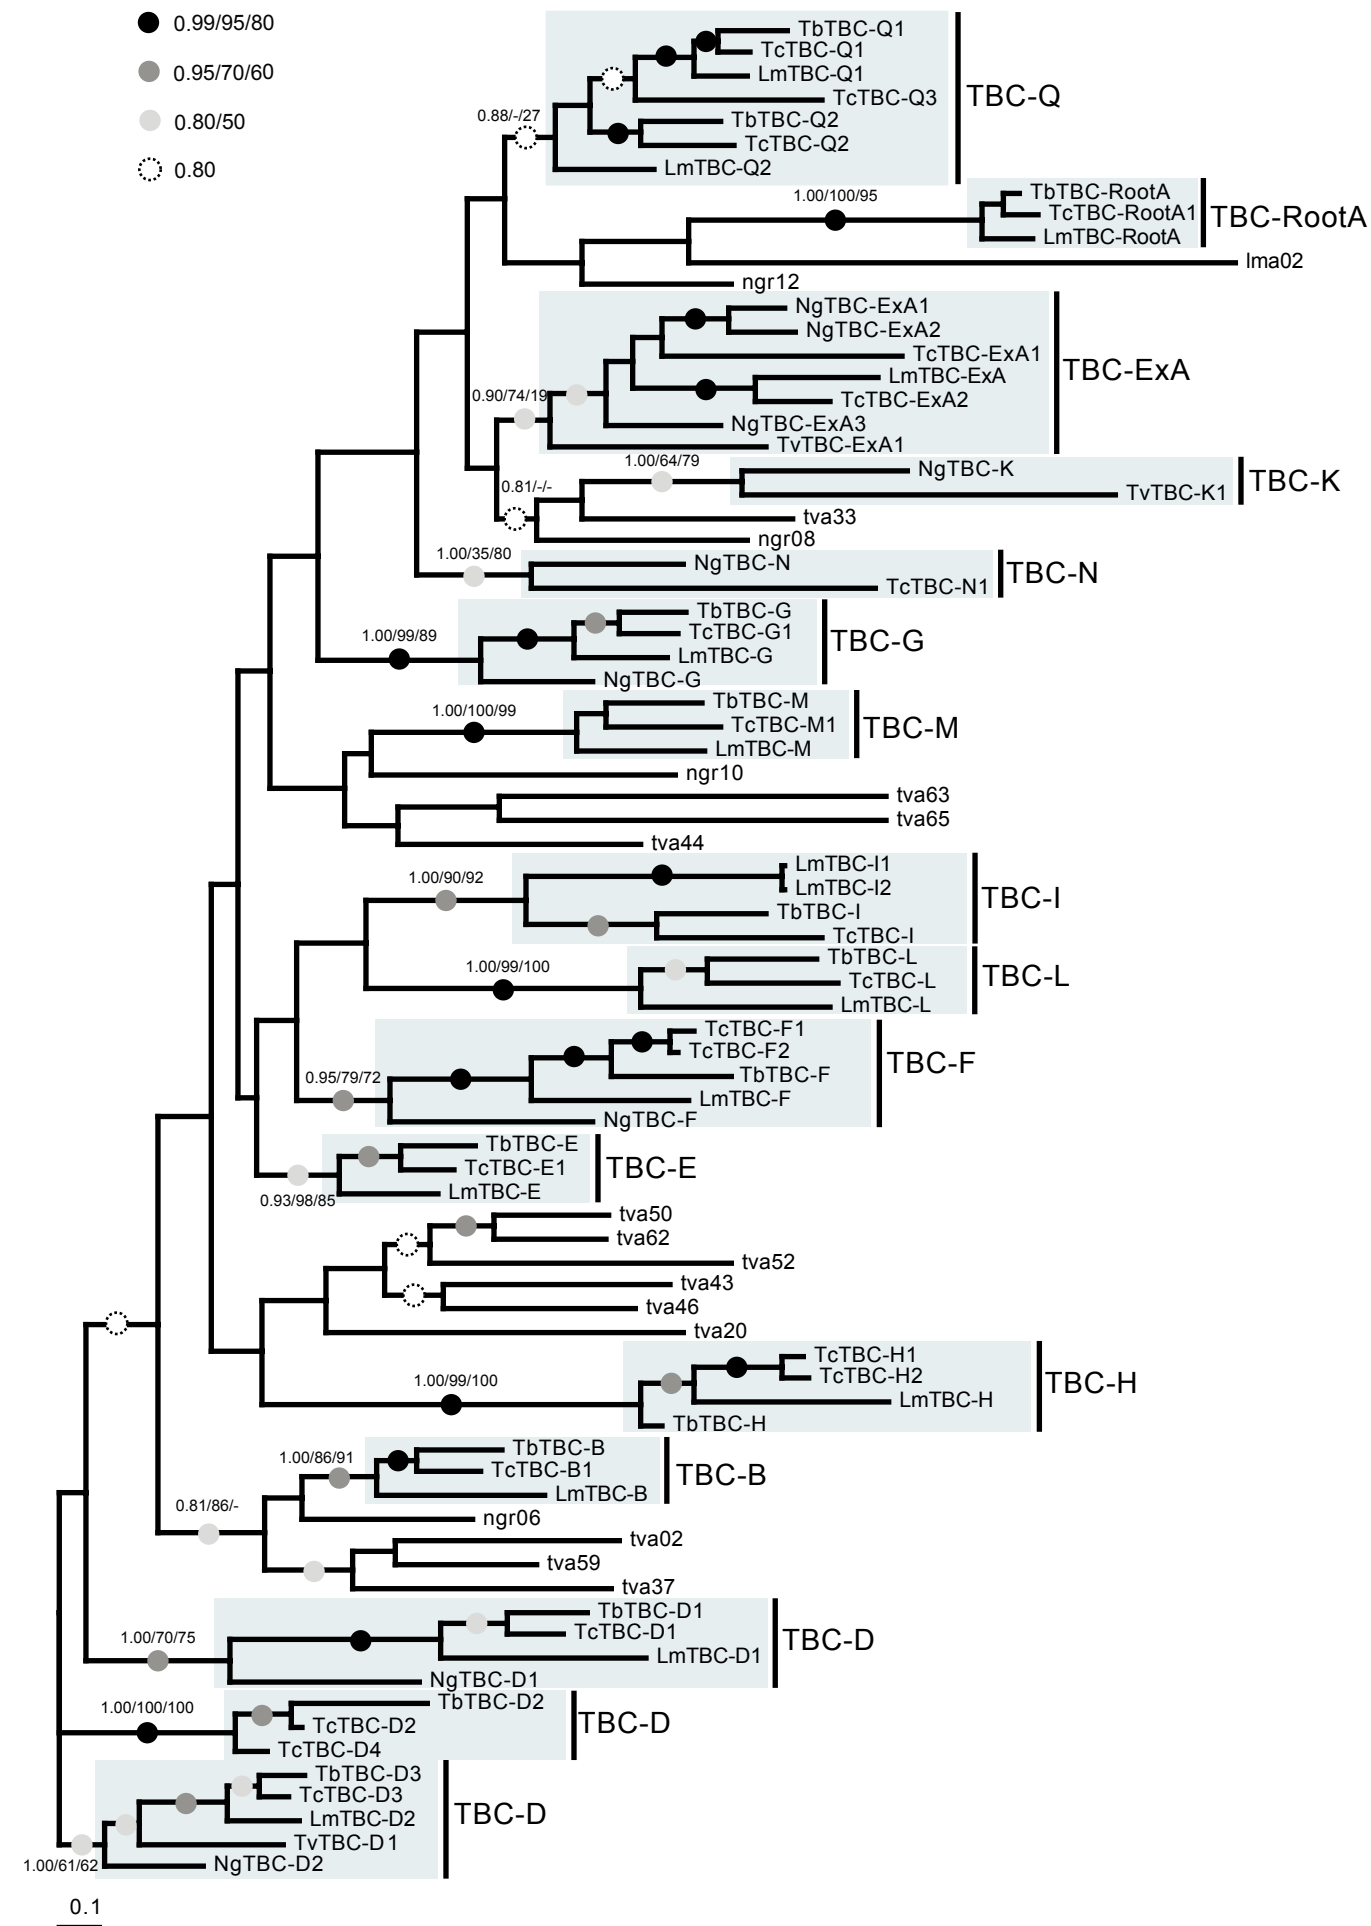 0.99/95/80
0.95/70/60
0.80/50
0.80
TbTBC-Q1
TcTBC-Q1
LmTBC-Q1
TcTBC-Q3
TBC-Q
0.88/-/27
TbTBC-Q2
TcTBC-Q2
LmTBC-Q2
1.00/100/95
TbTBC-RootA
TcTBC-RootA1
TBC-RootA
LmTBC-RootA
lma02
ngr12
NgTBC-ExA1
NgTBC-ExA2
TcTBC-ExA1
TBC-ExA
LmTBC-ExA
0.90/74/19
TcTBC-ExA2
NgTBC-ExA3
TvTBC-ExA1
1.00/64/79
NgTBC-K
TBC-K
0.81/-/-
TvTBC-K1
tva33
ngr08
1.00/35/80
NgTBC-N
TBC-N
TcTBC-N1
TbTBC-G
TcTBC-G1
1.00/99/89
TBC-G
LmTBC-G
NgTBC-G
TbTBC-M
1.00/100/99
TcTBC-M1
TBC-M
LmTBC-M
ngr10
tva63
tva65
tva44
LmTBC-I1
1.00/90/92
LmTBC-I2
TBC-I
TbTBC-I
TcTBC-I
TbTBC-L
1.00/99/100
TcTBC-L
TBC-L
LmTBC-L
TcTBC-F1
TcTBC-F2
TBC-F
0.95/79/72
TbTBC-F
LmTBC-F
NgTBC-F
TbTBC-E
TcTBC-E1
TBC-E
LmTBC-E
0.93/98/85
tva50
tva62
tva52
tva43
tva46
tva20
TcTBC-H1
TcTBC-H2
1.00/99/100
TBC-H
LmTBC-H
TbTBC-H
TbTBC-B
1.00/86/91
TcTBC-B1
TBC-B
LmTBC-B
0.81/86/-
ngr06
tva02
tva59
tva37
TbTBC-D1
TcTBC-D1
1.00/70/75
TBC-D
LmTBC-D1
NgTBC-D1
TbTBC-D2
1.00/100/100
TcTBC-D2
TBC-D
TcTBC-D4
TbTBC-D3
TcTBC-D3
LmTBC-D2
TBC-D
TvTBC-D1
NgTBC-D2
1.00/61/62
0.1